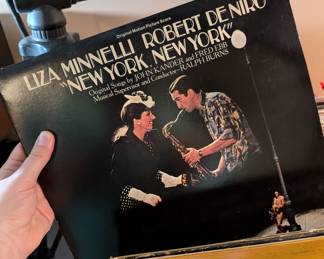 Original Motion Picture Score
LIZA MINNELLI ROBERT DE NIRO
"NEW YORK, NEW YORK"
Original Songs by JOHN KANDER and FRED EBB
Musical Supervisor and Conductor—RALPH BURNS